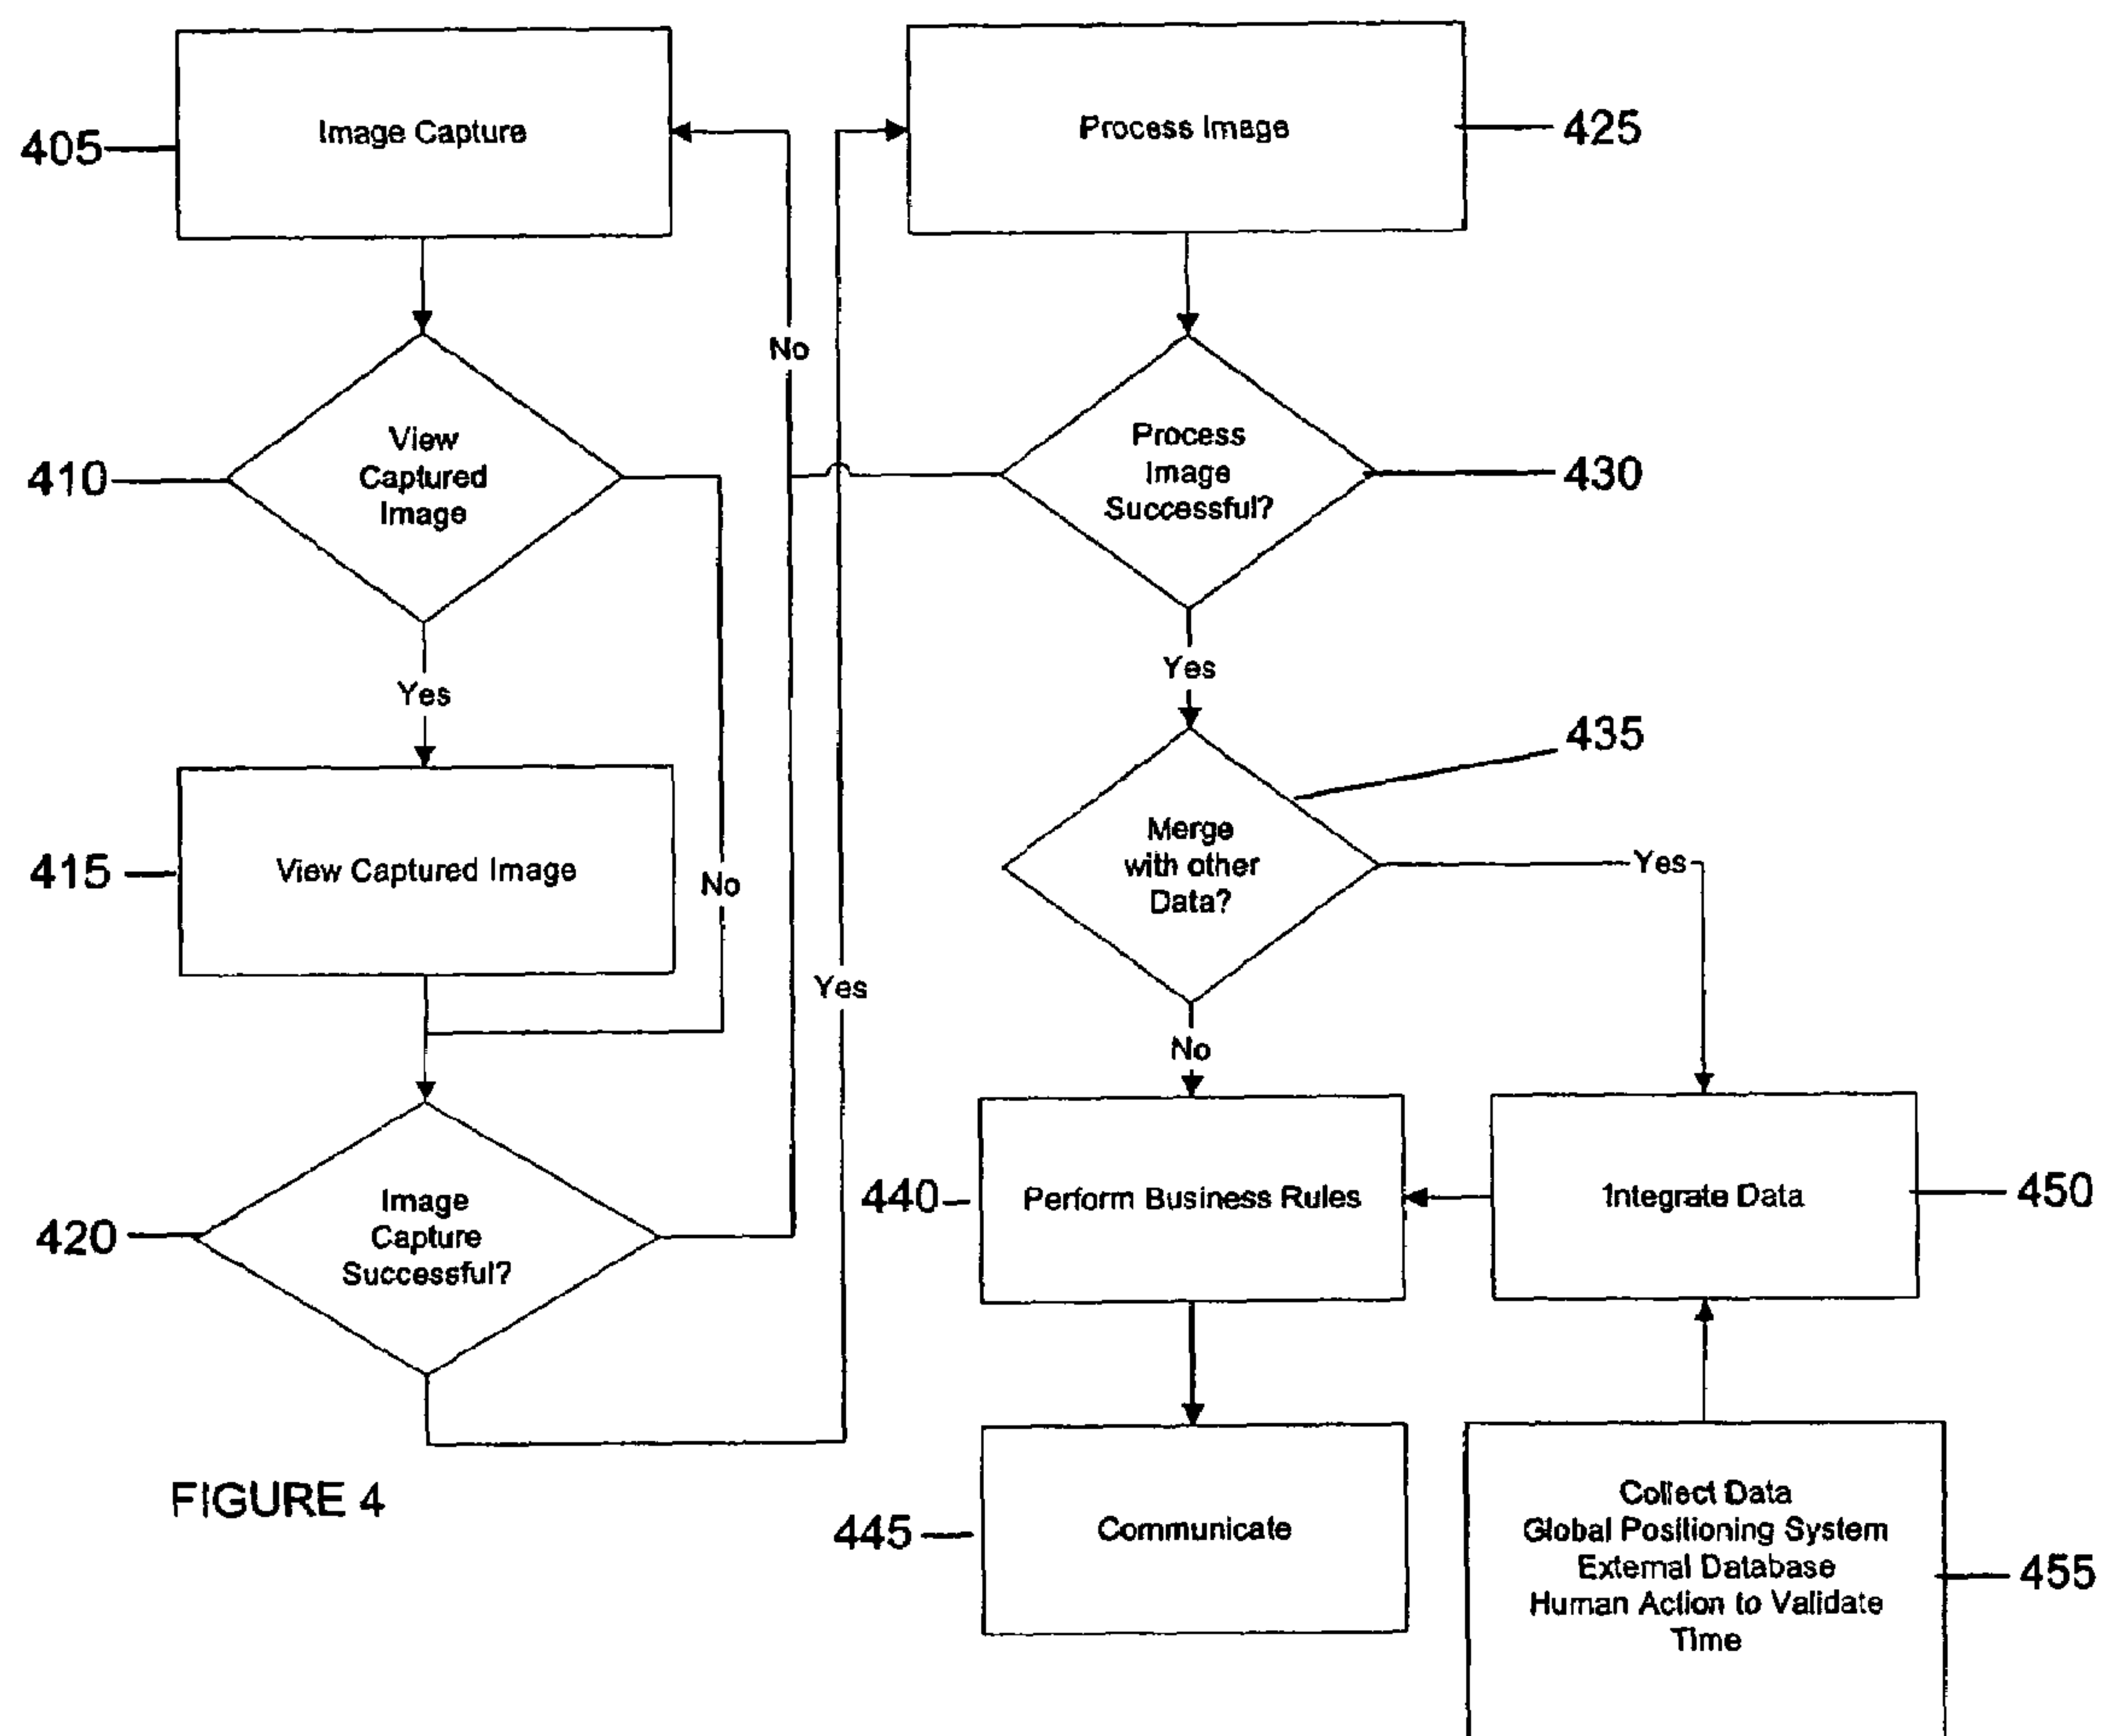 405
Image Capture
410
View
Captured
Image
No
Yes
415
View Captured Image
420
Image
Capture
Successful?
No
Yes
Process Image
425
Process
Image
Successful?
430
Yes
435
Merge
with other
Data?
Yes
No
440
Perform Business Rules
Integrate Data
450
445
Communicate
Collect Data
Global Positioning System
External Database
Human Action to Validate
Time
455
FIGURE 4